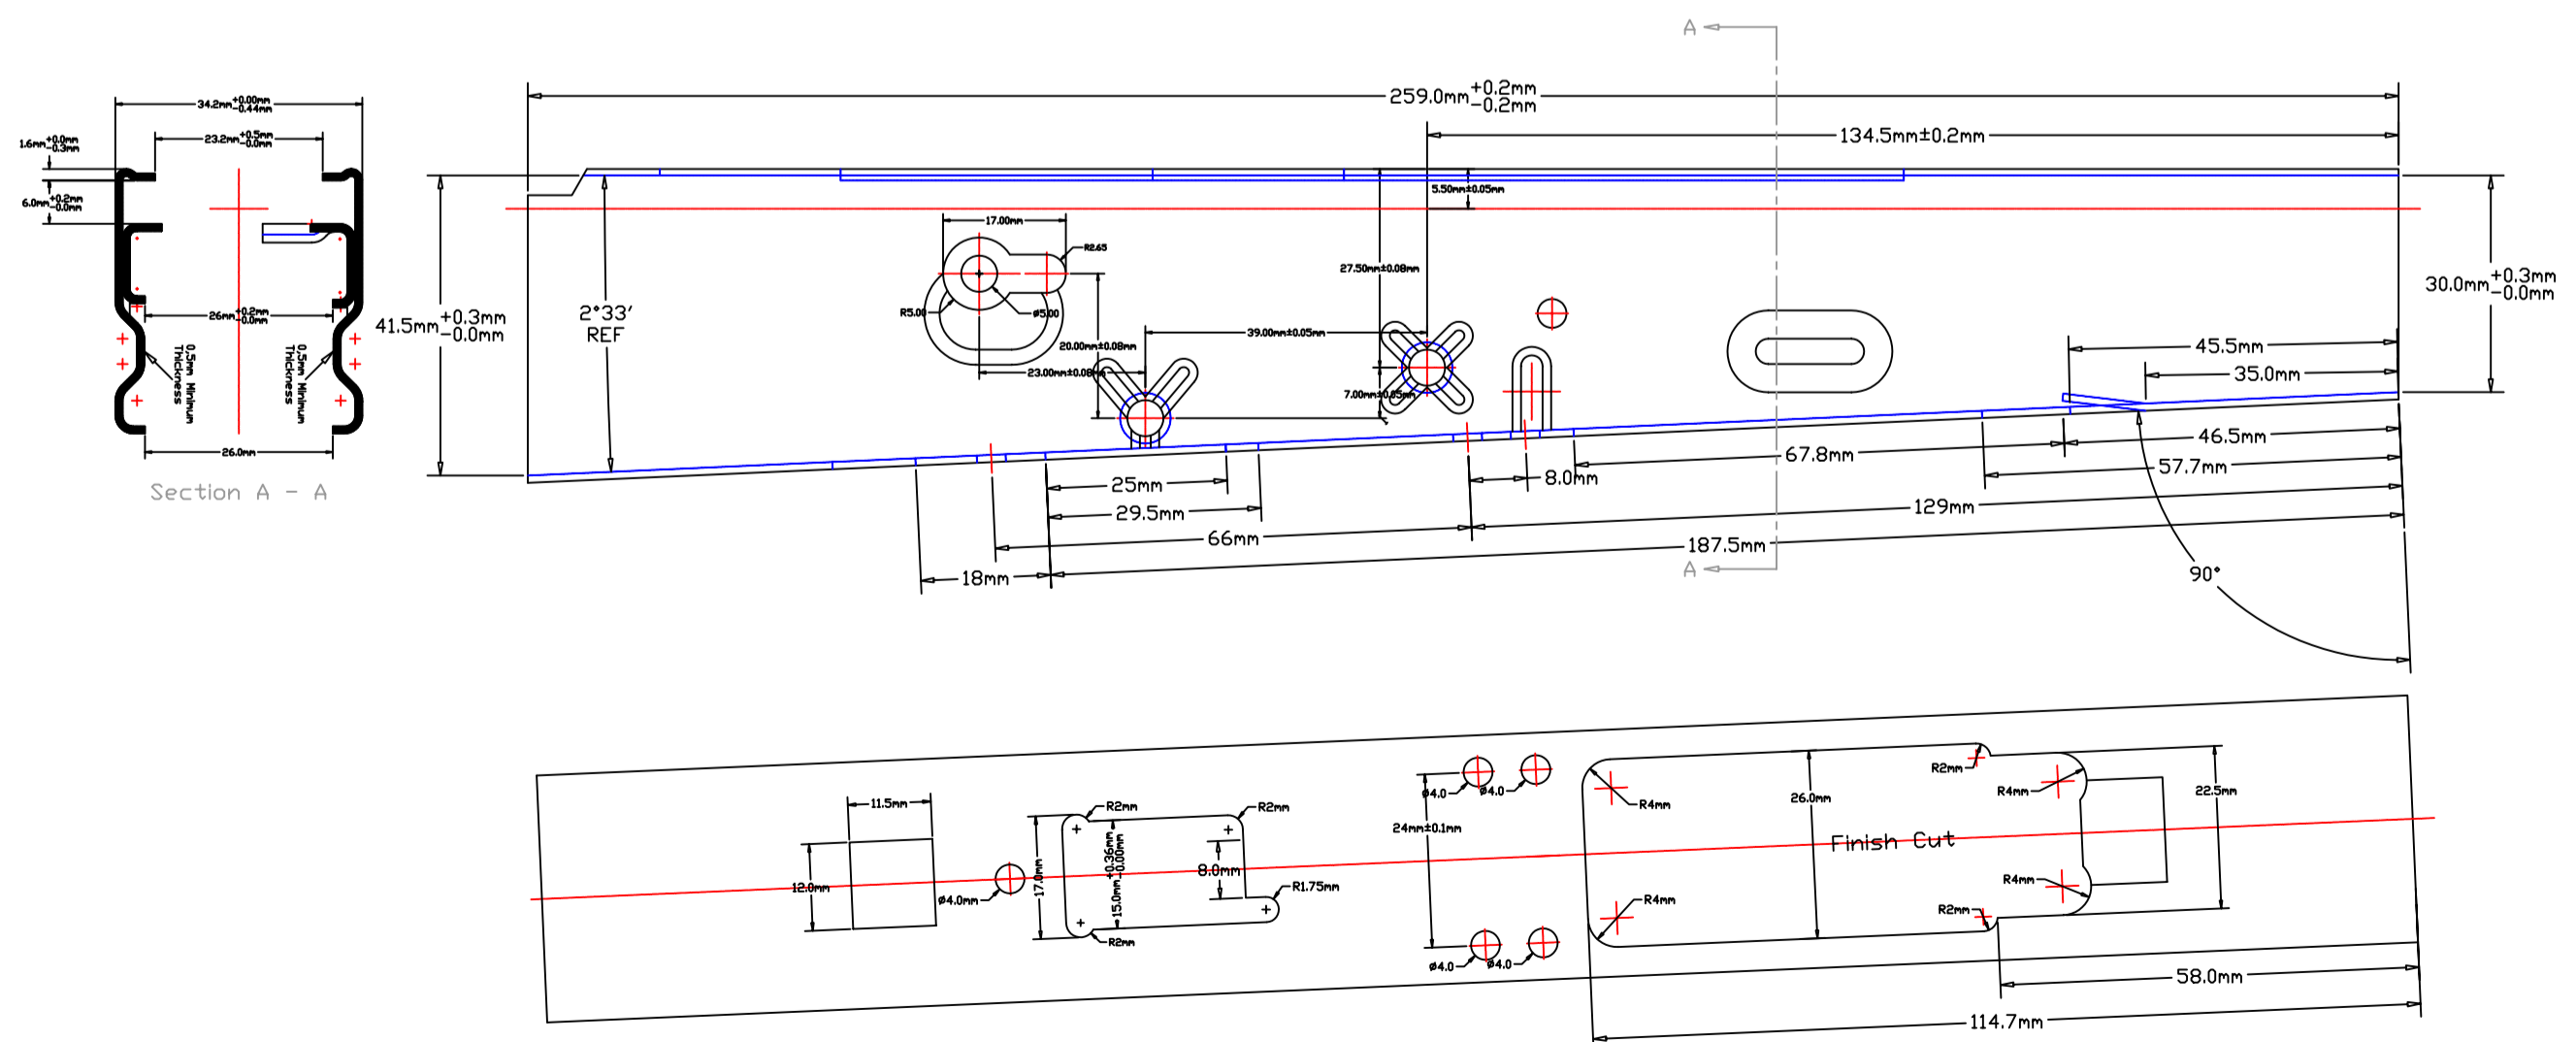 A
259.0mm +0.2mm -0.2mm
134.5mm±0.2mm
34.2mm +0.00mm -0.44mm
23.2mm +0.5mm -0.0mm
1.6mm +0.0mm -0.3mm
6.0mm +0.2mm -0.0mm
26mm +0.2mm -0.0mm
0,5mm Minimum
Thickness
0,5mm Minimum
Thickness
26.0mm
Section A - A
41.5mm +0.3mm -0.0mm
2°33'
REF
17.00mm
R2.65
R5.00
ø5.00
20.00mm±0.08mm
23.00mm±0.08mm
39.00mm±0.05mm
5.50mm±0.05mm
27.50mm±0.08mm
7.00mm±0.05mm
30.0mm +0.3mm -0.0mm
45.5mm
35.0mm
46.5mm
67.8mm
57.7mm
8.0mm
25mm
29.5mm
129mm
66mm
187.5mm
18mm
A
90°
11.5mm
12.0mm
ø4.0mm
R2mm
R2mm
17.0mm
15.0mm +0.36mm -0.00mm
8.0mm
R1.75mm
R2mm
ø4.0
ø4.0
24mm±0.1mm
ø4.0
ø4.0
R4mm
R2mm
R4mm
26.0mm
22.5mm
Finish Cut
R4mm
R4mm
R2mm
58.0mm
114.7mm